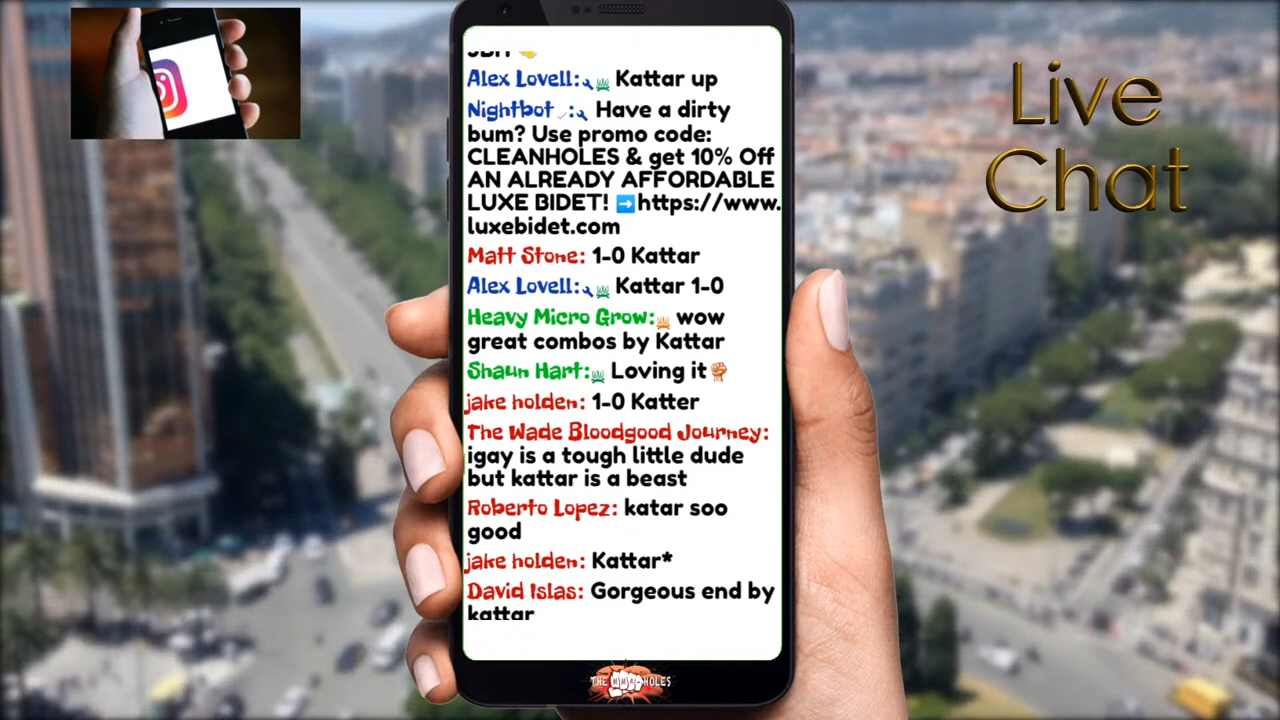 Alex Lovell: Kattar up
Nightbot: Have a dirty
bum? Use promo code:
CLEANHOLES & get 10% Off
AN ALREADY AFFORDABLE
LUXE BIDET! ➡️https://www.
luxebidet.com
Matt Stone: 1-0 Kattar
Alex Lovell: Kattar 1-0
Heavy Micro Grow: wow
great combos by Kattar
Shaun Hart: Loving it✊
jake holden: 1-0 Katter
The Wade Bloodgood Journey:
igay is a tough little dude
but kattar is a beast
Roberto Lopez: katar soo
good
jake holden: Kattar*
David Islas: Gorgeous end by
kattar
THE MMA-HOLES
Live
Chat